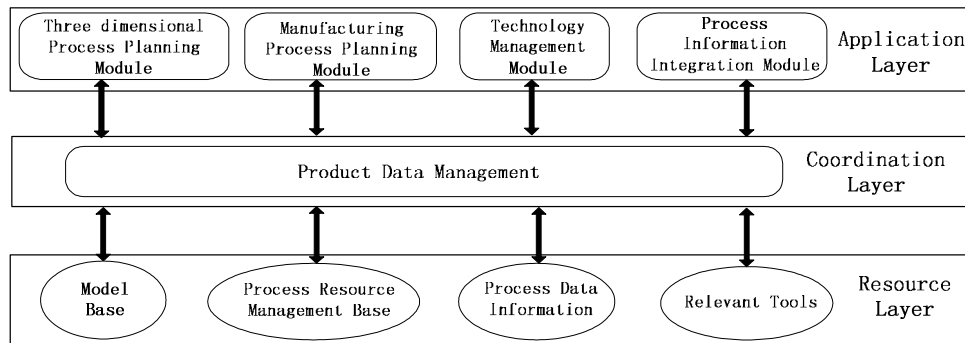 Three dimensional
Process Planning
Module
Manufacturing
Process Planning
Module
Technology
Management
Module
Process
Information
Integration Module
Application
Layer
Product Data Management
Coordination
Layer
Model
Base
Process Resource
Management Base
Process Data
Information
Relevant Tools
Resource
Layer